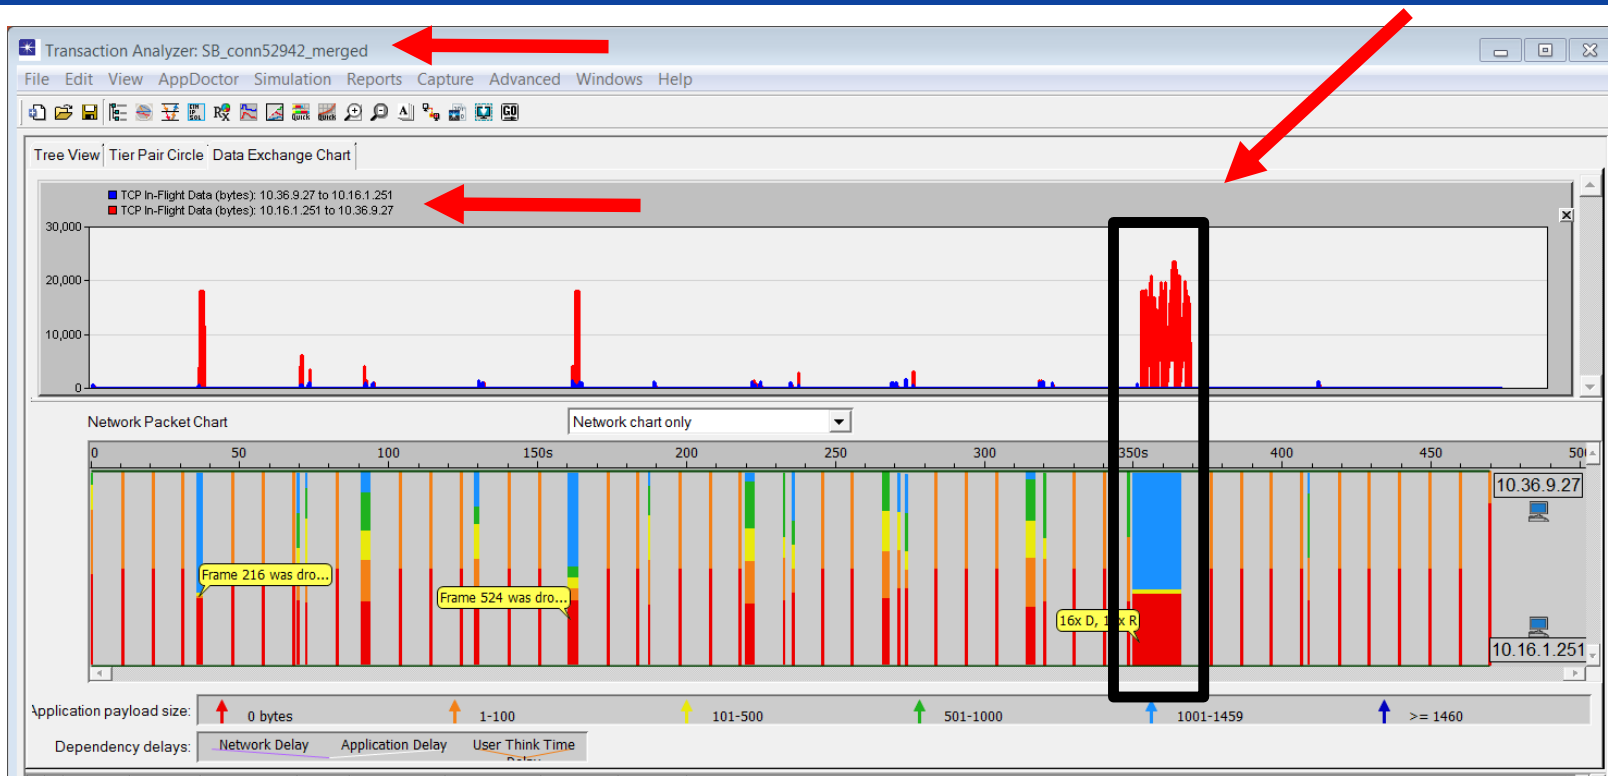 Transaction Analyzer: SB_conn52942_merged
File Edit View AppDoctor Simulation Reports Capture Advanced Windows Help
Tree View Tier Pair Circle Data Exchange Chart
TCP In-Flight Data (bytes): 10.36.9.27 to 10.16.1.251
TCP In-Flight Data (bytes): 10.16.1.251 to 10.36.9.27
30,000
20,000
10,000
0
Network Packet Chart Network chart only
0 50 100 150s 200 250 300 350s 400 450
10.36.9.27
Frame 216 was dro...
Frame 524 was dro...
16x D, 1 x R
10.16.1.251
Application payload size: 0 bytes 1-100 101-500 501-1000 1001-1459 >= 1460
Dependency delays: Network Delay Application Delay User Think Time